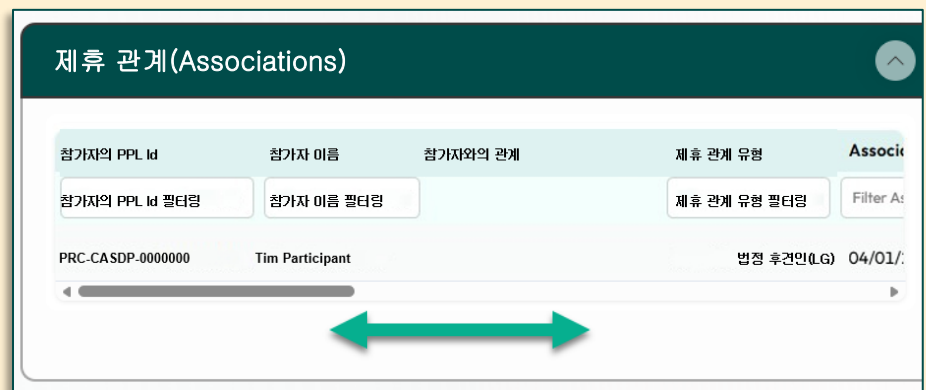 제휴 관계(Associations)
참가자의 PPL Id 참가자 이름 참가자와의 관계 제휴 관계 유형
참가자의 PPL Id 필터링 참가자 이름 필터링 제휴 관계 유형 필터링 Filter
PRC-CASDP-0000000 Tim Participant 법정 후견인(LG) 04/01/